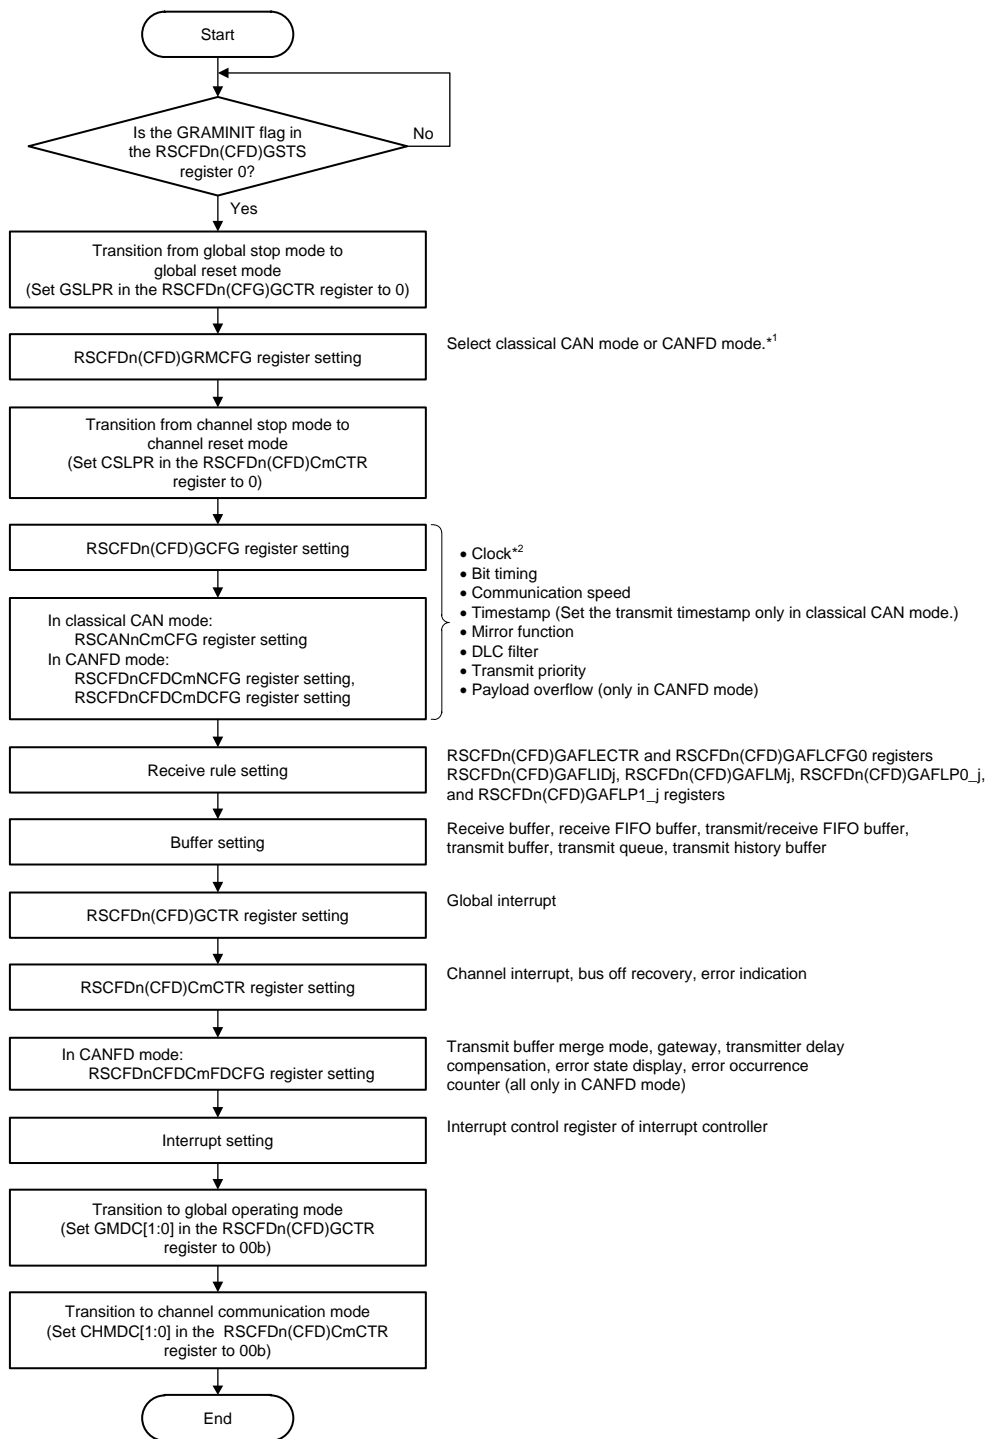 Start
Is the GRAMINIT flag in
the RSCFDn(CFD)GSTS
register 0?
No
Yes
Transition from global stop mode to
global reset mode
(Set GSLPR in the RSCFDn(CFG)GCTR register to 0)
RSCFDn(CFD)GRMCFG register setting
Select classical CAN mode or CANFD mode.*1
Transition from channel stop mode to
channel reset mode
(Set CSLPR in the RSCFDn(CFD)CmCTR
register to 0)
RSCFDn(CFD)GCFG register setting
In classical CAN mode:
RSCANnCmCFG register setting
In CANFD mode:
RSCFDnCFDCmNCFG register setting,
RSCFDnCFDCmDCFG register setting
• Clock*2
• Bit timing
• Communication speed
• Timestamp (Set the transmit timestamp only in classical CAN mode.)
• Mirror function
• DLC filter
• Transmit priority
• Payload overflow (only in CANFD mode)
Receive rule setting
RSCFDn(CFD)GAFLECTR and RSCFDn(CFD)GAFLCFG0 registers
RSCFDn(CFD)GAFLIDj, RSCFDn(CFD)GAFLMj, RSCFDn(CFD)GAFLP0_j,
and RSCFDn(CFD)GAFLP1_j registers
Buffer setting
Receive buffer, receive FIFO buffer, transmit/receive FIFO buffer,
transmit buffer, transmit queue, transmit history buffer
RSCFDn(CFD)GCTR register setting
Global interrupt
RSCFDn(CFD)CmCTR register setting
Channel interrupt, bus off recovery, error indication
In CANFD mode:
RSCFDnCFDCmFDCFG register setting
Transmit buffer merge mode, gateway, transmitter delay
compensation, error state display, error occurrence
counter (all only in CANFD mode)
Interrupt setting
Interrupt control register of interrupt controller
Transition to global operating mode
(Set GMDC[1:0] in the RSCFDn(CFD)GCTR
register to 00b)
Transition to channel communication mode
(Set CHMDC[1:0] in the RSCFDn(CFD)CmCTR
register to 00b)
End